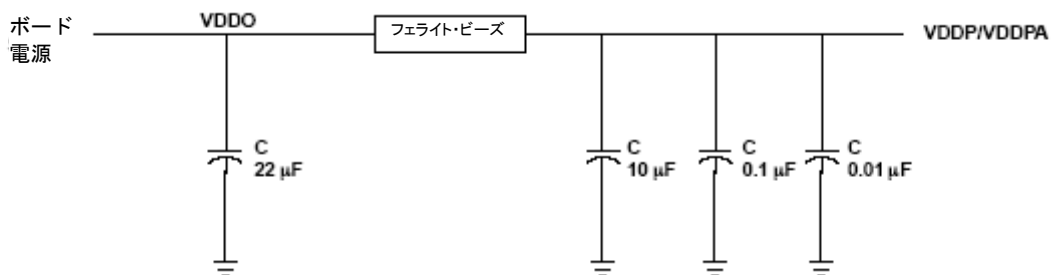 ボード
電源
VDDO
フェライト・ビーズ
VDDP/VDDPA
C
22 μF
C
10 μF
C
0.1 μF
C
0.01 μF